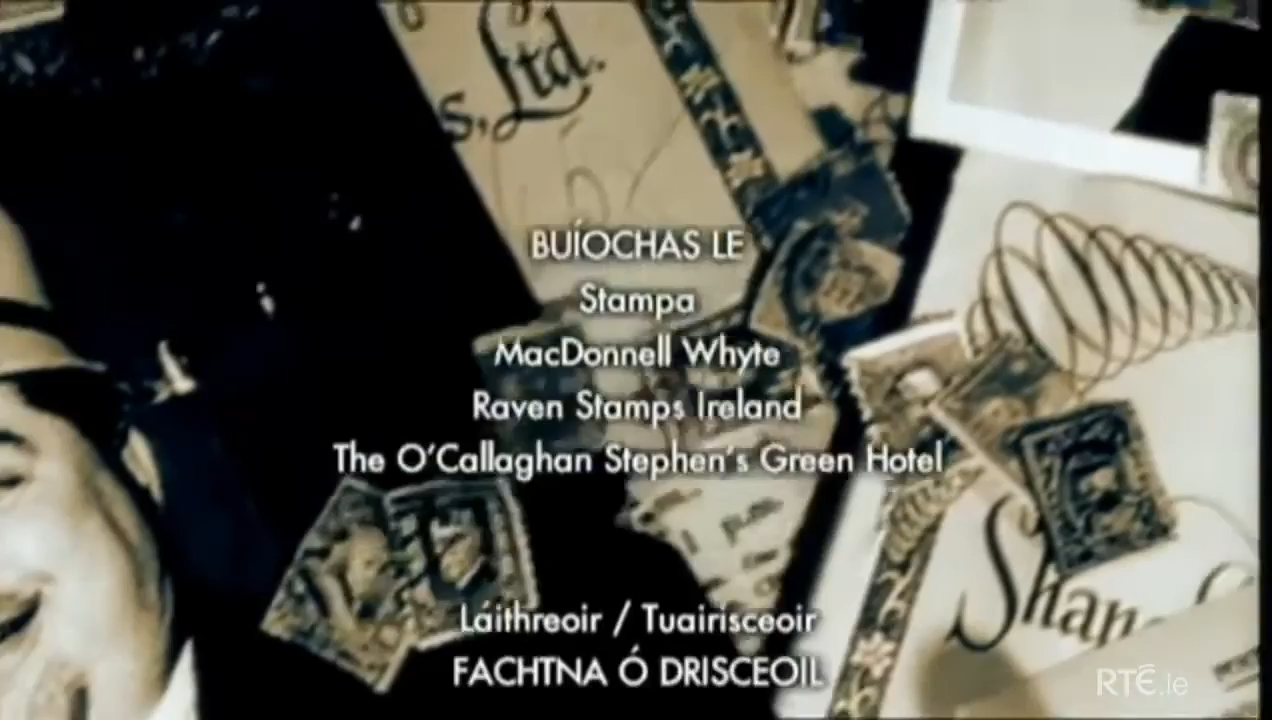 s, Ltd.
BUÍOCHAS LE
Stampa
MacDonnell Whyte
Raven Stamps Ireland
The O'Callaghan Stephen's Green Hotel
Láithreoir / Tuairisceoir
FACHTNA Ó DRISCEOIL
RTÉ.ie